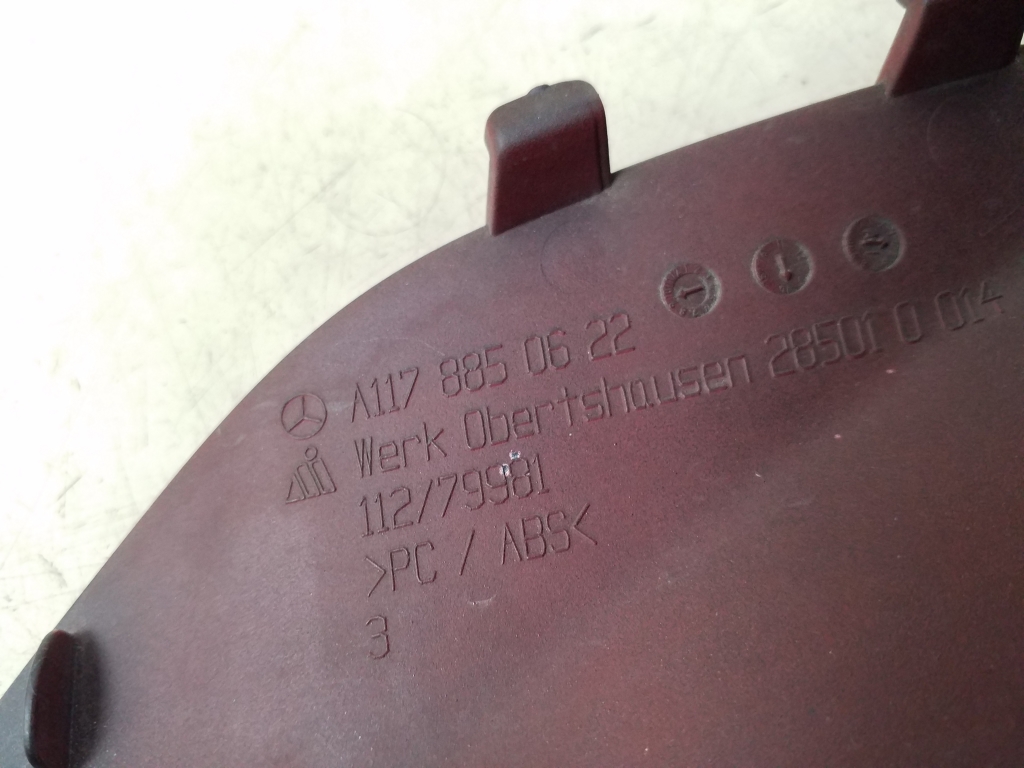 A117 885 06 22
Werk Obertshausen 28501 0 014
112/79981
>PC / ABS<
3